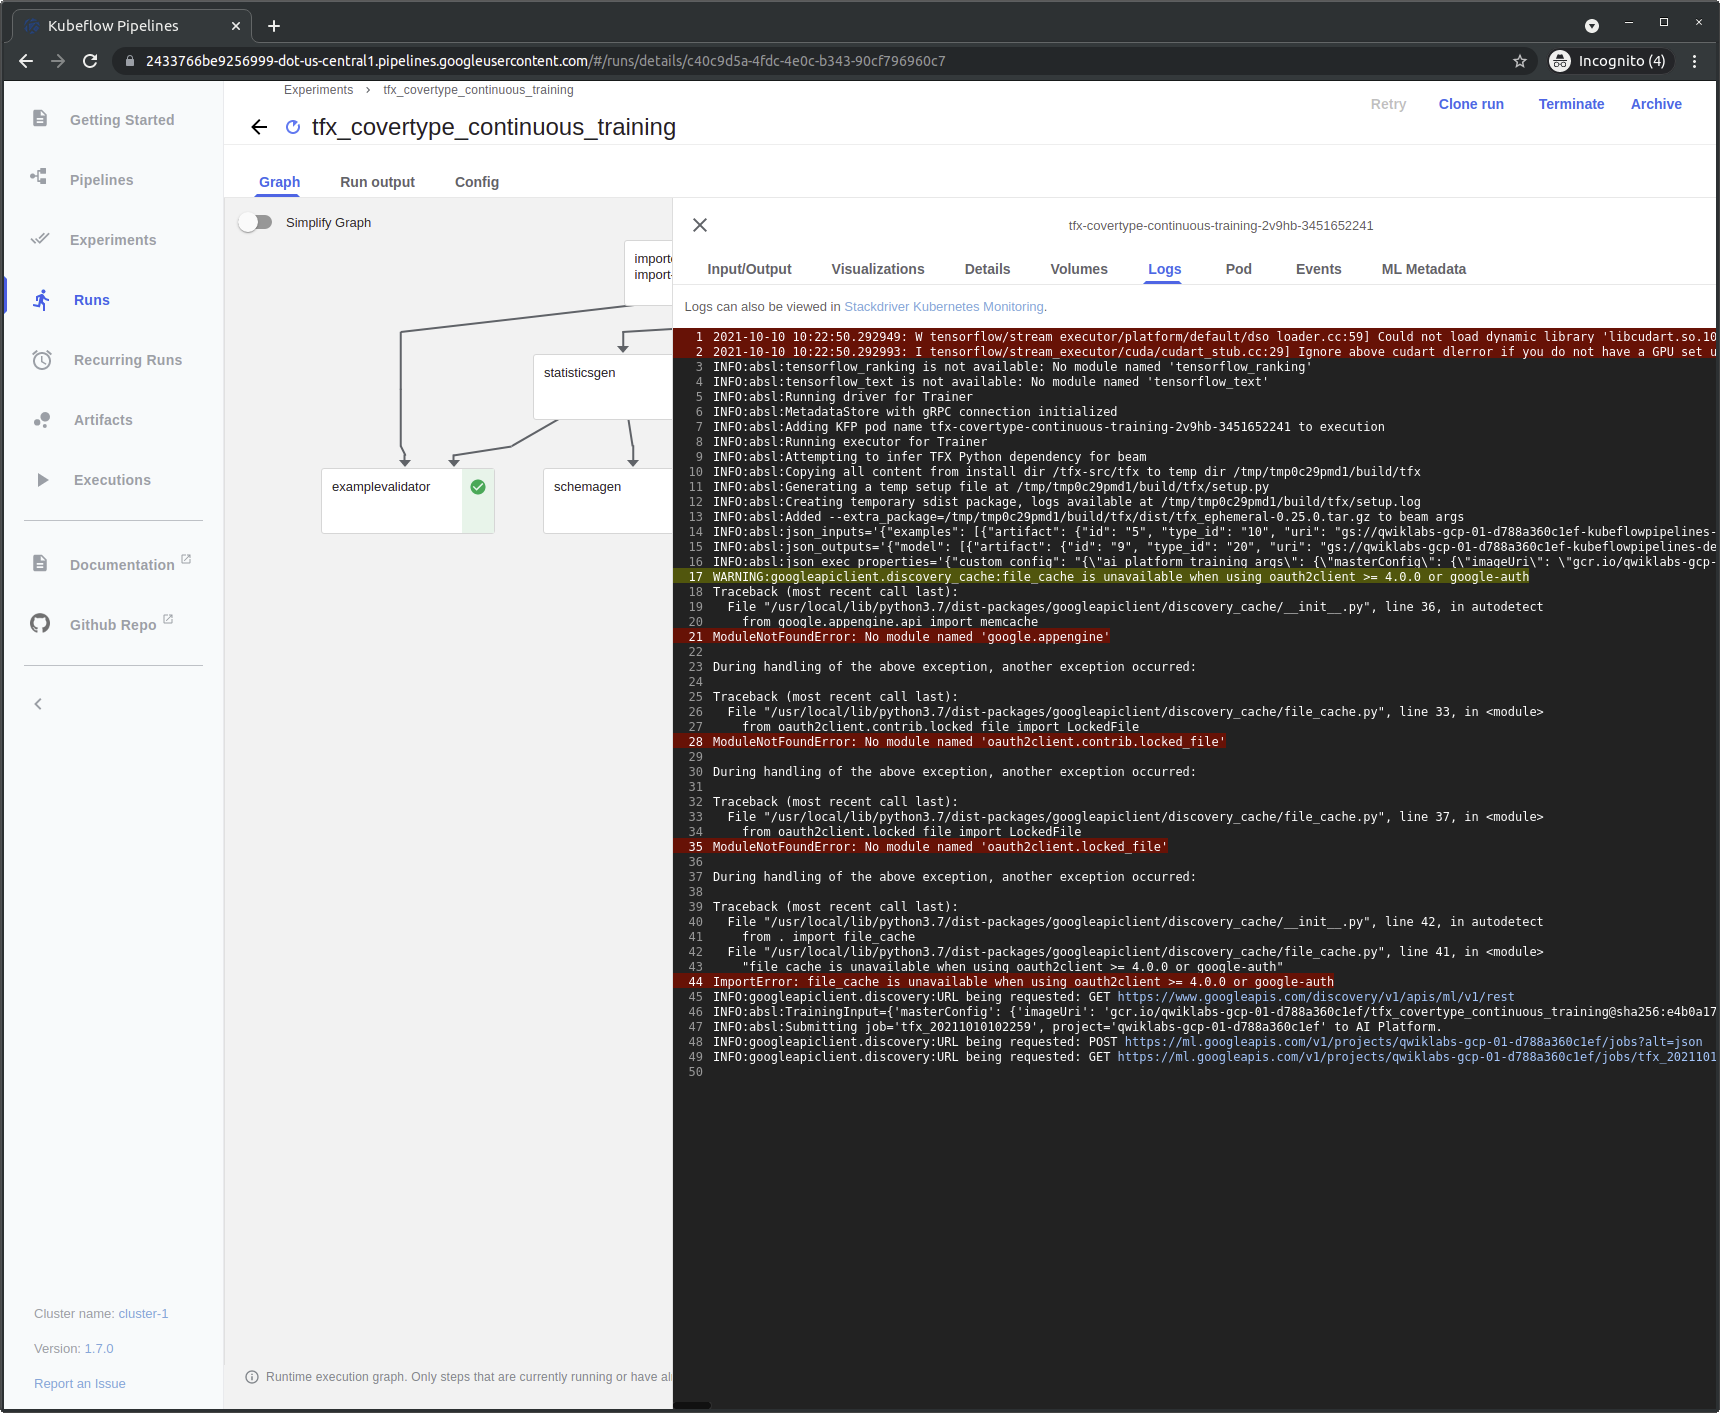 Kubeflow Pipelines
2433766be9256999-dot-us-central1.pipelines.googleusercontent.com/#/runs/details/c40c9d5a-4fdc-4e0c-b343-90cf796960c7
Incognito (4)
Getting Started
Pipelines
Experiments
Runs
Recurring Runs
Artifacts
Executions
Documentation
Github Repo
Cluster name: cluster-1
Version: 1.7.0
Report an Issue
Experiments > tfx_covertype_continuous_training
tfx_covertype_continuous_training
Retry Clone run Terminate Archive
Graph Run output Config
Simplify Graph
import
statisticsgen
examplevalidator
schemagen
Runtime execution graph. Only steps that are currently running or have al
tfx-covertype-continuous-training-2v9hb-3451652241
Input/Output Visualizations Details Volumes Logs Pod Events ML Metadata
Logs can also be viewed in Stackdriver Kubernetes Monitoring.
1 2021-10-10 10:22:50.292949: W tensorflow/stream_executor/platform/default/dso_loader.cc:59] Could not load dynamic library 'libcudart.so.10
2 2021-10-10 10:22:50.292993: I tensorflow/stream_executor/cuda/cudart_stub.cc:29] Ignore above cudart dlerror if you do not have a GPU set u
3 INFO:absl:tensorflow_ranking is not available: No module named 'tensorflow_ranking'
4 INFO:absl:tensorflow_text is not available: No module named 'tensorflow_text'
5 INFO:absl:Running driver for Trainer
6 INFO:absl:MetadataStore with gRPC connection initialized
7 INFO:absl:Adding KFP pod name tfx-covertype-continuous-training-2v9hb-3451652241 to execution
8 INFO:absl:Running executor for Trainer
9 INFO:absl:Attempting to infer TFX Python dependency for beam
10 INFO:absl:Copying all content from install dir /tfx-src/tfx to temp dir /tmp/tmp0c29pmd1/build/tfx
11 INFO:absl:Generating a temp setup file at /tmp/tmp0c29pmd1/build/tfx/setup.py
12 INFO:absl:Creating temporary sdist package, logs available at /tmp/tmp0c29pmd1/build/tfx/setup.log
13 INFO:absl:Added --extra_package=/tmp/tmp0c29pmd1/build/tfx/dist/tfx_ephemeral-0.25.0.tar.gz to beam args
14 INFO:absl:json_inputs='{"examples": [{"artifact": {"id": "5", "type_id": "10", "uri": "gs://qwiklabs-gcp-01-d788a360c1ef-kubeflowpipelines-
15 INFO:absl:json_outputs='{"model": [{"artifact": {"id": "9", "type_id": "20", "uri": "gs://qwiklabs-gcp-01-d788a360c1ef-kubeflowpipelines-de
16 INFO:absl:json_exec_properties='{"custom_config": "{\"ai_platform_training_args\": {\"masterConfig\": {\"imageUri\": \"gcr.io/qwiklabs-gcp-
17 WARNING:googleapiclient.discovery_cache:file_cache is unavailable when using oauth2client >= 4.0.0 or google-auth
18 Traceback (most recent call last):
19 File "/usr/local/lib/python3.7/dist-packages/googleapiclient/discovery_cache/__init__.py", line 36, in autodetect
20 from google.appengine.api import memcache
21 ModuleNotFoundError: No module named 'google.appengine'
22
23 During handling of the above exception, another exception occurred:
24
25 Traceback (most recent call last):
26 File "/usr/local/lib/python3.7/dist-packages/googleapiclient/discovery_cache/file_cache.py", line 33, in <module>
27 from oauth2client.contrib.locked_file import LockedFile
28 ModuleNotFoundError: No module named 'oauth2client.contrib.locked_file'
29
30 During handling of the above exception, another exception occurred:
31
32 Traceback (most recent call last):
33 File "/usr/local/lib/python3.7/dist-packages/googleapiclient/discovery_cache/file_cache.py", line 37, in <module>
34 from oauth2client.locked_file import LockedFile
35 ModuleNotFoundError: No module named 'oauth2client.locked_file'
36
37 During handling of the above exception, another exception occurred:
38
39 Traceback (most recent call last):
40 File "/usr/local/lib/python3.7/dist-packages/googleapiclient/discovery_cache/__init__.py", line 42, in autodetect
41 from . import file_cache
42 File "/usr/local/lib/python3.7/dist-packages/googleapiclient/discovery_cache/file_cache.py", line 41, in <module>
43 "file_cache is unavailable when using oauth2client >= 4.0.0 or google-auth"
44 ImportError: file_cache is unavailable when using oauth2client >= 4.0.0 or google-auth
45 INFO:googleapiclient.discovery:URL being requested: GET https://www.googleapis.com/discovery/v1/apis/ml/v1/rest
46 INFO:absl:TrainingInput={'masterConfig': {'imageUri': 'gcr.io/qwiklabs-gcp-01-d788a360c1ef/tfx_covertype_continuous_training@sha256:e4b0a17
47 INFO:absl:Submitting job='tfx_20211010102259', project='qwiklabs-gcp-01-d788a360c1ef' to AI Platform.
48 INFO:googleapiclient.discovery:URL being requested: POST https://ml.googleapis.com/v1/projects/qwiklabs-gcp-01-d788a360c1ef/jobs?alt=json
49 INFO:googleapiclient.discovery:URL being requested: GET https://ml.googleapis.com/v1/projects/qwiklabs-gcp-01-d788a360c1ef/jobs/tfx_2021101
50